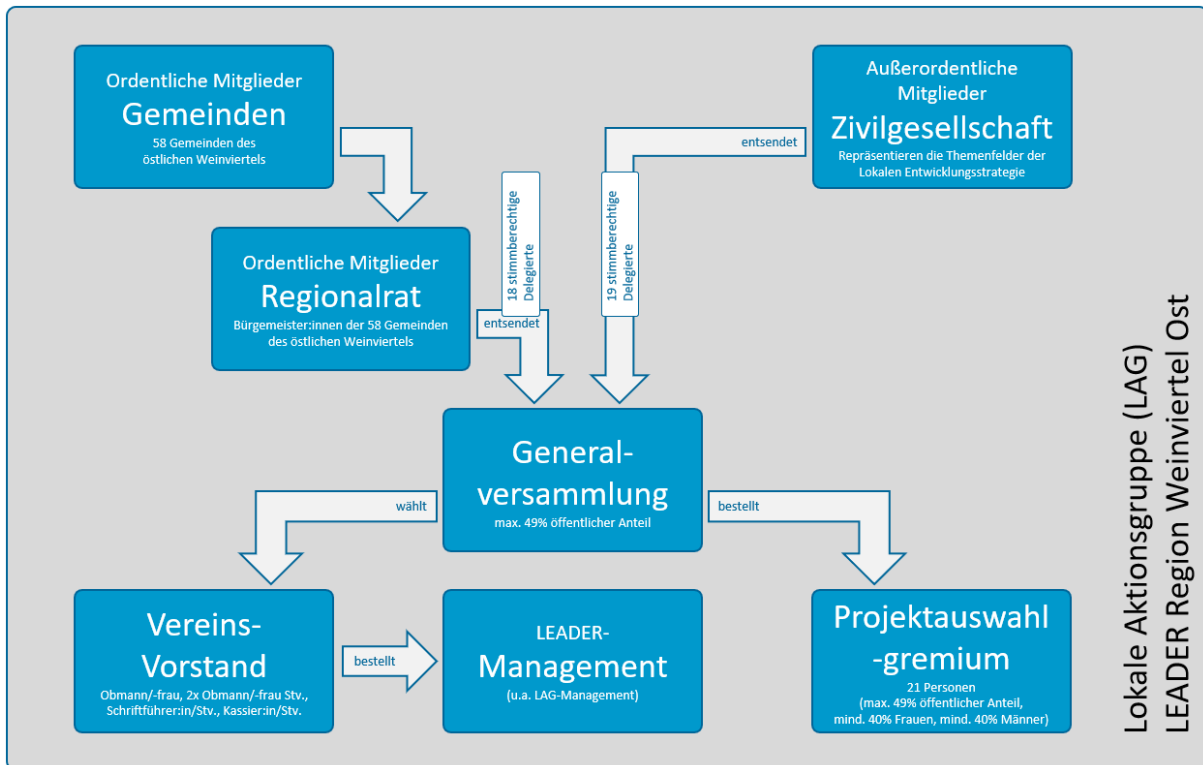 Ordentliche Mitglieder
Gemeinden
58 Gemeinden des
östlichen Weinviertels
Außerordentliche
Mitglieder
Zivilgesellschaft
Repräsentieren die Themenfelder der
Lokalen Entwicklungsstrategie
entsendet
18 stimmberechtige
Delegierte
19 stimmberechtige
Delegierte
Ordentliche Mitglieder
Regionalrat
Bürgemeister:innen der 58 Gemeinden
des östlichen Weinviertels
entsendet
General-
versammlung
max. 49% öffentlicher Anteil
wählt
bestellt
Vereins-
Vorstand
Obmann/-frau, 2x Obmann/-frau Stv.,
Schriftführer:in/Stv., Kassier:in/Stv.
bestellt
LEADER-
Management
(u.a. LAG-Management)
Projektauswahl
-gremium
21 Personen
(max. 49% öffentlicher Anteil,
mind. 40% Frauen, mind. 40% Männer)
Lokale Aktionsgruppe (LAG)
LEADER Region Weinviertel Ost